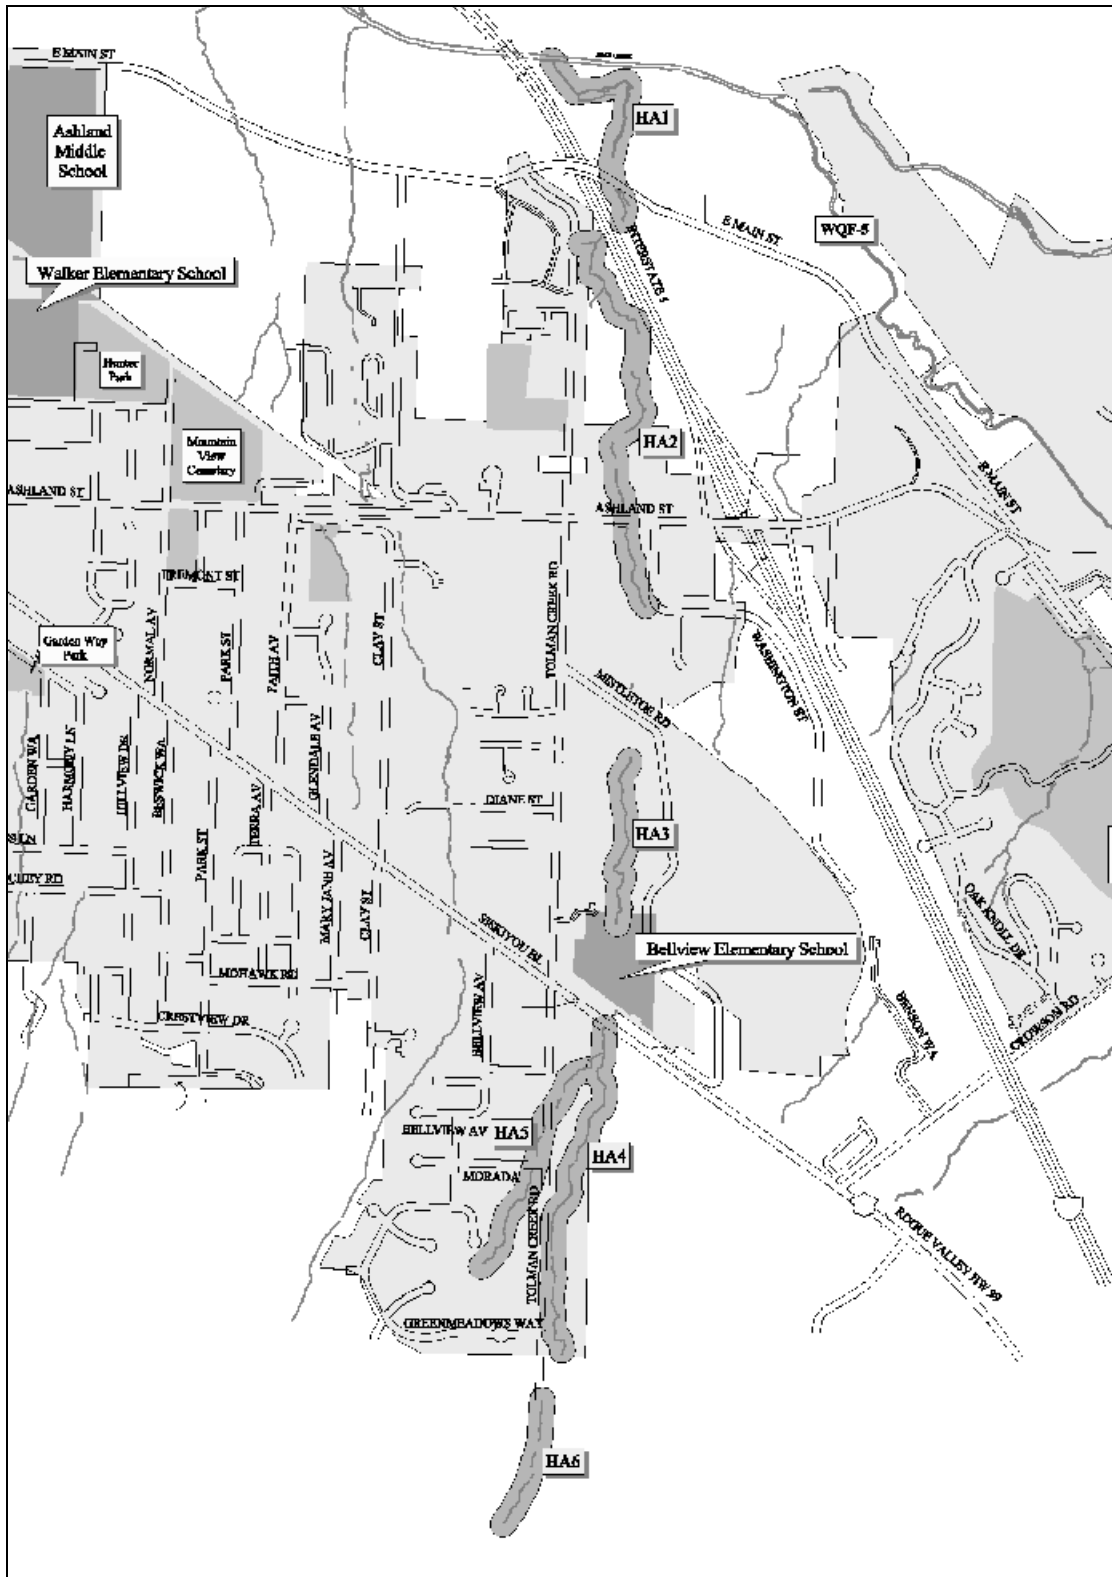 E MAIN ST
HA1
Ashland
Middle
School
E MAIN ST
WQF-5
INTERSTATE 5
Walker Elementary School
Hunter
Park
Mountain
View
Cemetary
HA2
ASHLAND ST
ASHLAND ST
E MAIN ST
TREMONT ST
Garden Way
Park
NORMAL AV
PARK ST
FAITH AV
CLAY ST
TOLMAN CREEK RD
MISTLETOE RD
WASHINGTON ST
GARDEN WA
HARMONY LN
HILLVIEW DR
BESWICK WA
GLENDALE AV
TERRA AV
DIANE ST
HA3
PARK ST
MARY JANE AV
CLAY ST
SISKIYOU BL
OAK KNOLL DR
Bellview Elementary School
MOHAWK RD
CRESTVIEW DR
BELLVIEW AV
BENSON WA
CROWSON RD
BELLVIEW AV
HA5
HA4
MORADA
TOLMAN CREEK RD
ROGUE VALLEY HW 99
GREENMEADOWS WAY
HA6